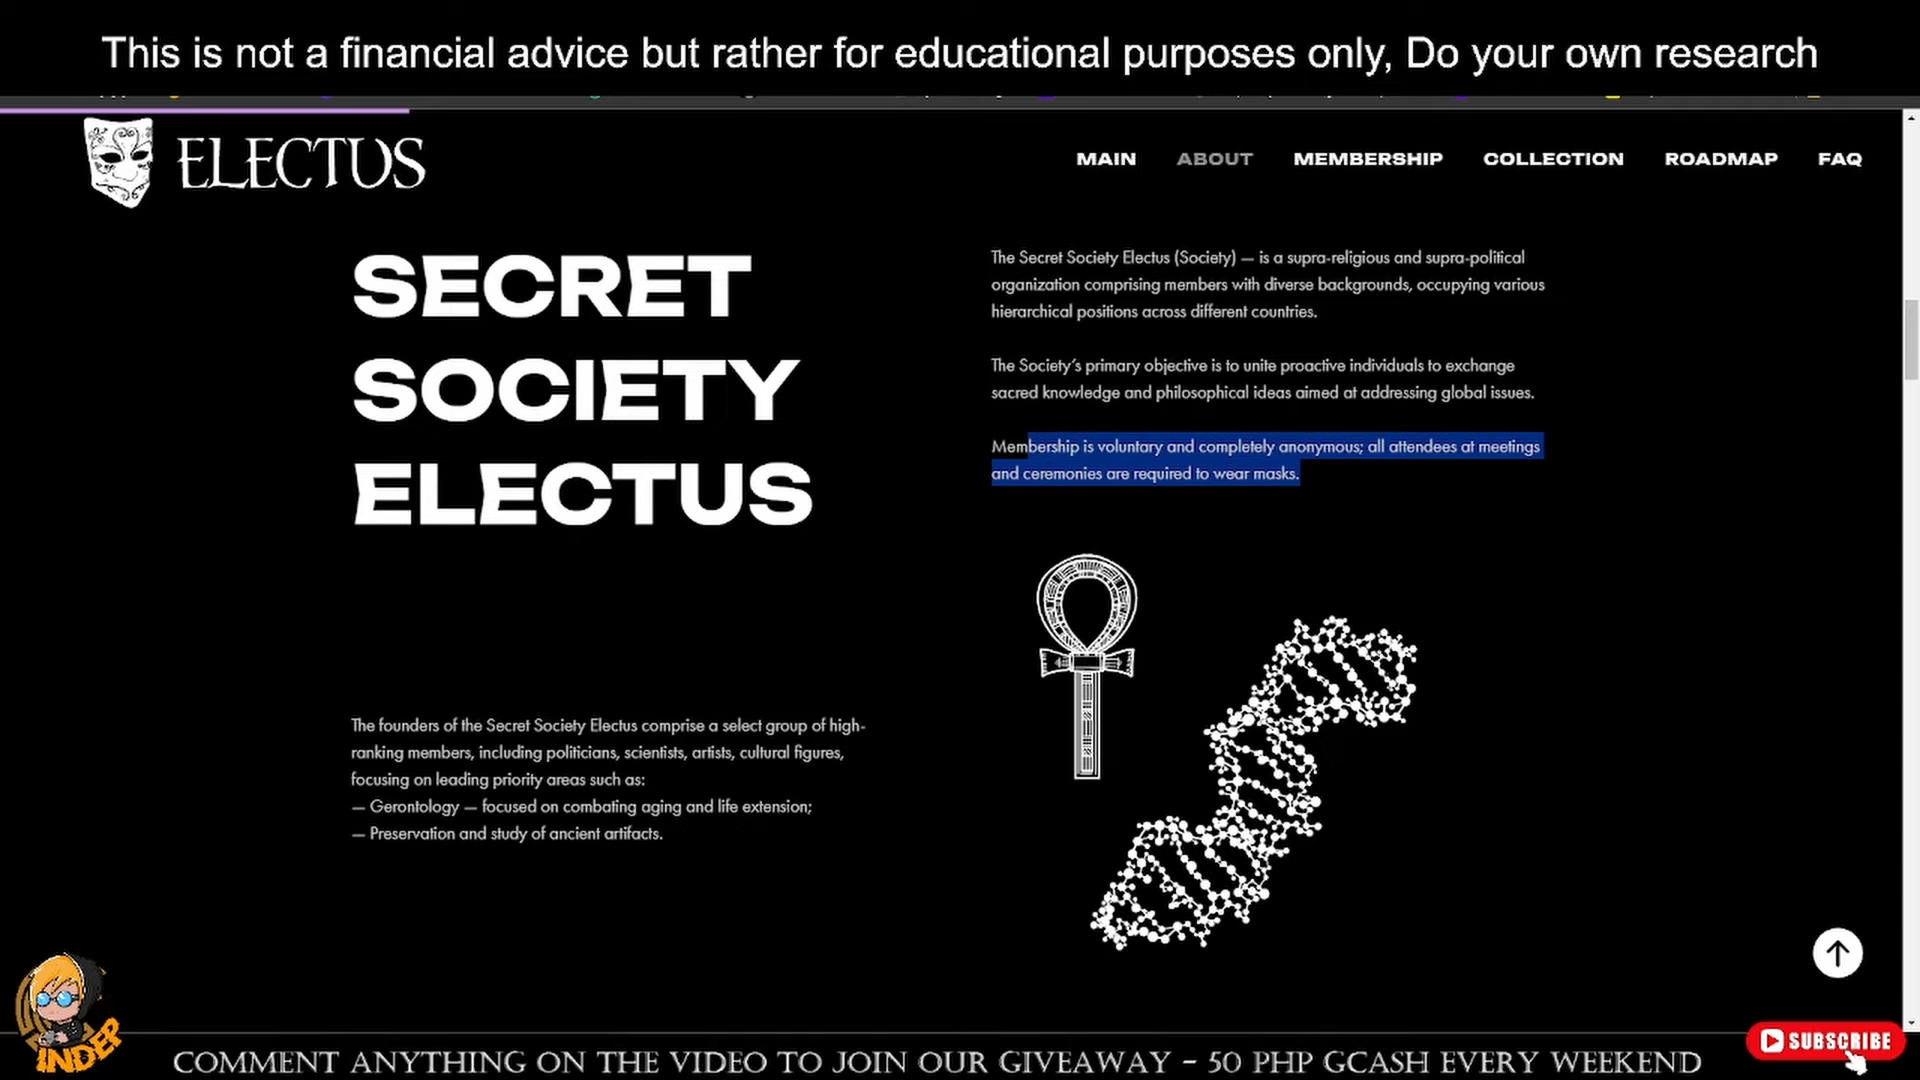 This is not a financial advice but rather for educational purposes only, Do your own research
ELECTUS
MAIN ABOUT MEMBERSHIP COLLECTION ROADMAP FAQ
SECRET
SOCIETY
ELECTUS
The Secret Society Electus (Society) — is a supra-religious and supra-political
organization comprising members with diverse backgrounds, occupying various
hierarchical positions across different countries.
The Society's primary objective is to unite proactive individuals to exchange
sacred knowledge and philosophical ideas aimed at addressing global issues.
Membership is voluntary and completely anonymous; all attendees at meetings
and ceremonies are required to wear masks.
The founders of the Secret Society Electus comprise a select group of high-
ranking members, including politicians, scientists, artists, cultural figures,
focusing on leading priority areas such as:
— Gerontology — focused on combating aging and life extension;
— Preservation and study of ancient artifacts.
INDEP
COMMENT ANYTHING ON THE VIDEO TO JOIN OUR GIVEAWAY - 50 PHP GCASH EVERY WEEKEND
SUBSCRIBE